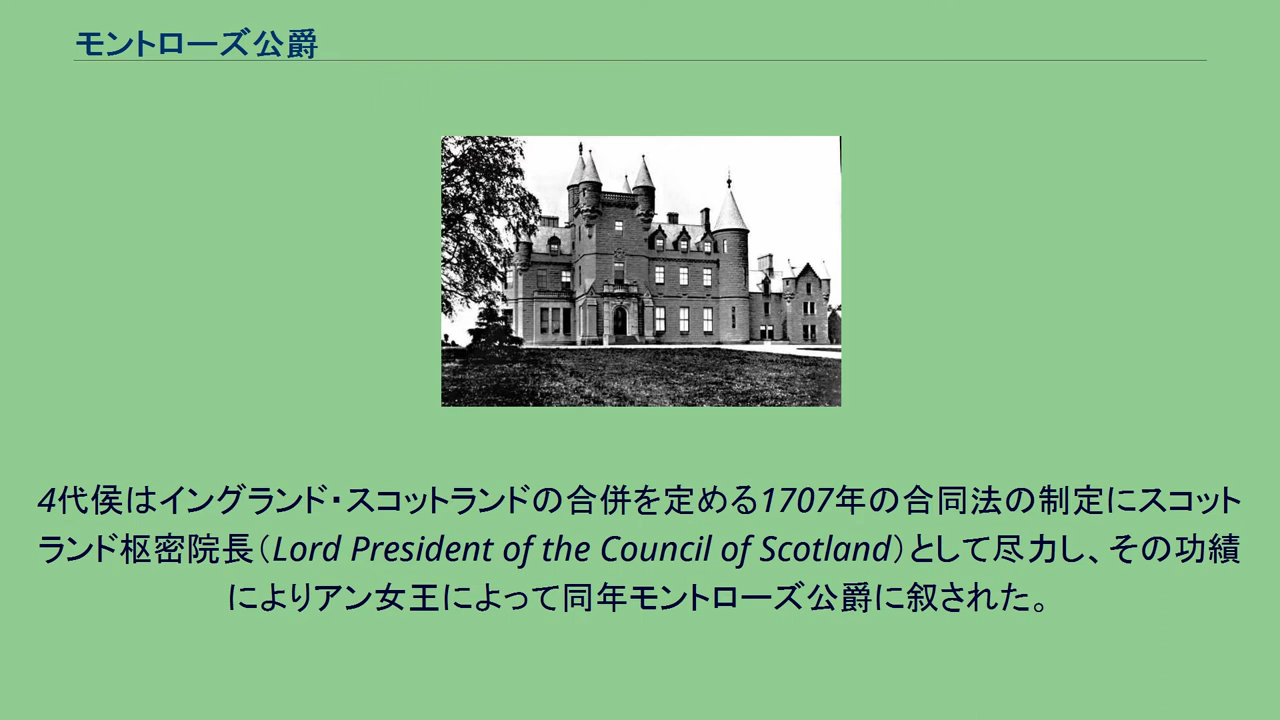 モントローズ公爵
4代侯はイングランド・スコットランドの合併を定める1707年の合同法の制定にスコット
ランド枢密院長（Lord President of the Council of Scotland）として尽力し、その功績
によりアン女王によって同年モントローズ公爵に叙された。